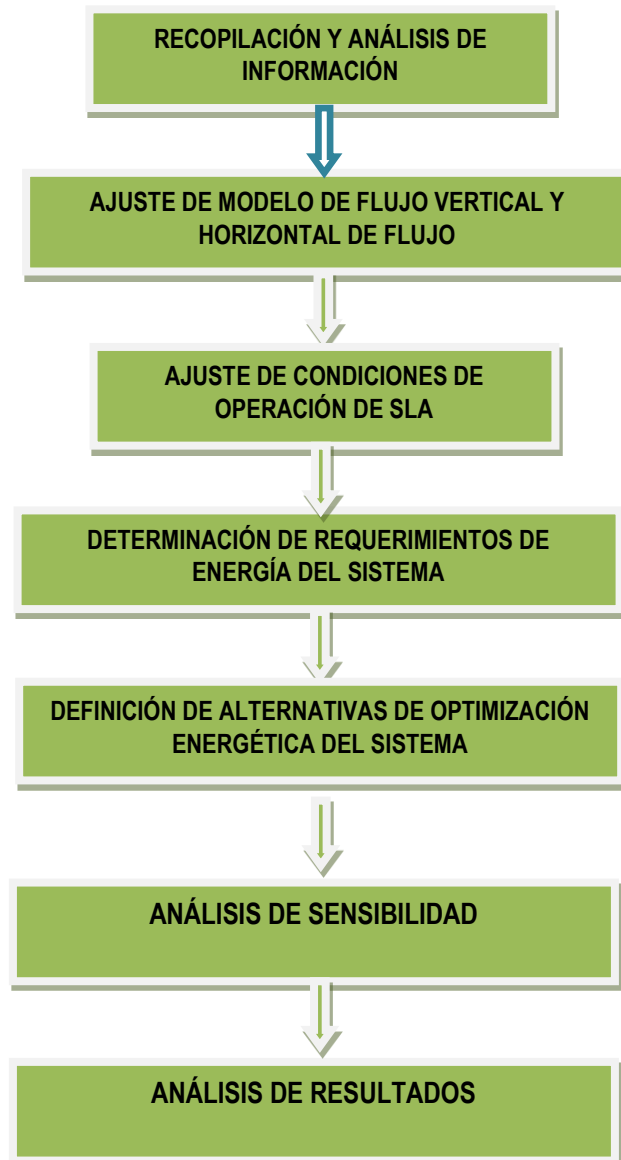 RECOPILACIÓN Y ANÁLISIS DE
INFORMACIÓN
AJUSTE DE MODELO DE FLUJO VERTICAL Y
HORIZONTAL DE FLUJO
AJUSTE DE CONDICIONES DE
OPERACIÓN DE SLA
DETERMINACIÓN DE REQUERIMIENTOS DE
ENERGÍA DEL SISTEMA
DEFINICIÓN DE ALTERNATIVAS DE OPTIMIZACIÓN
ENERGÉTICA DEL SISTEMA
ANÁLISIS DE SENSIBILIDAD
ANÁLISIS DE RESULTADOS